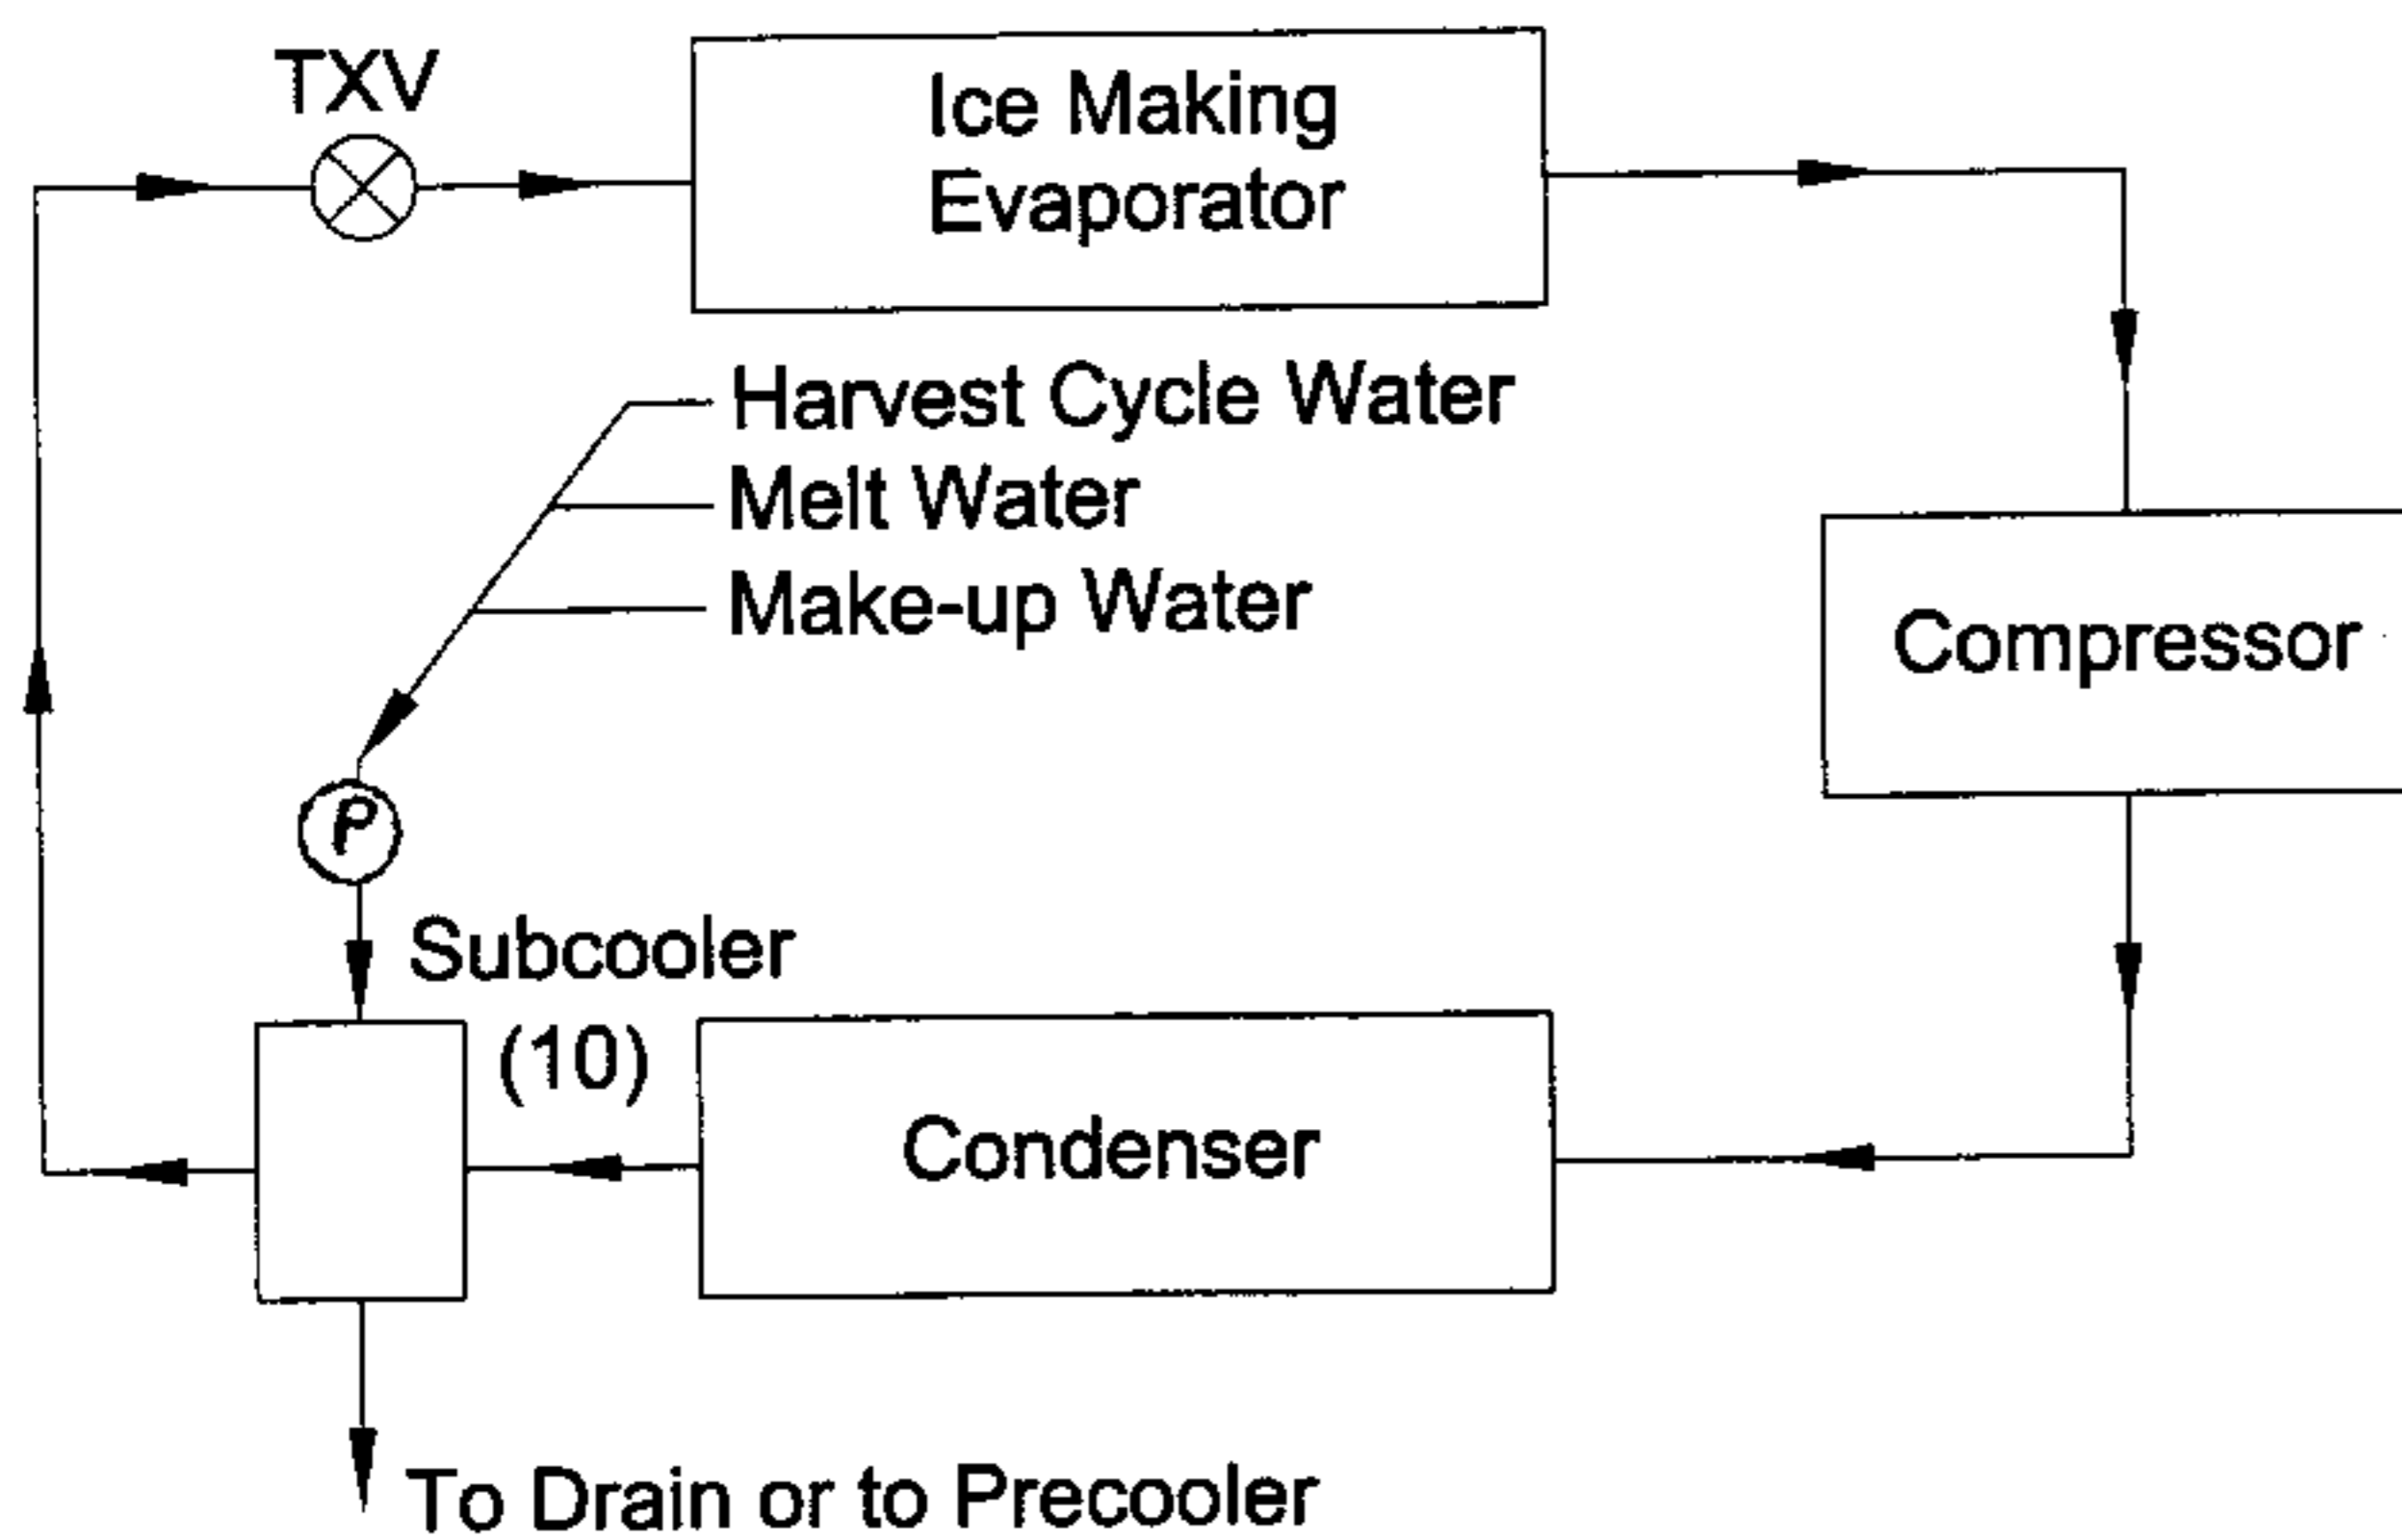 TXV
Ice Making
Evaporator
Harvest Cycle Water
Melt Water
Make-up Water
Compressor
P
Subcooler
(10)
Condenser
To Drain or to Precooler